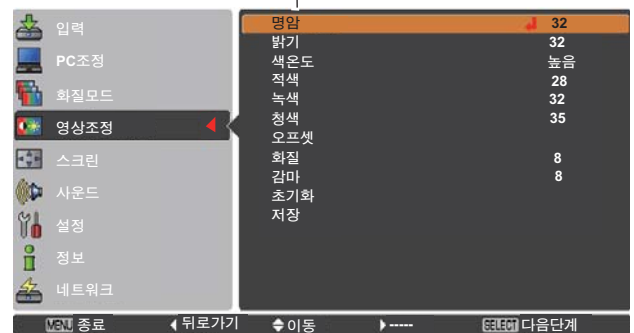 입력
PC조정
화질모드
영상조정
스크린
사운드
설정
정보
네트워크
명암 32
밝기 32
색온도 높음
적색 28
녹색 32
청색 35
오프셋
화질 8
감마 8
초기화
저장
MENU 종료 뒤로가기 이동 ----- SELECT 다음단계